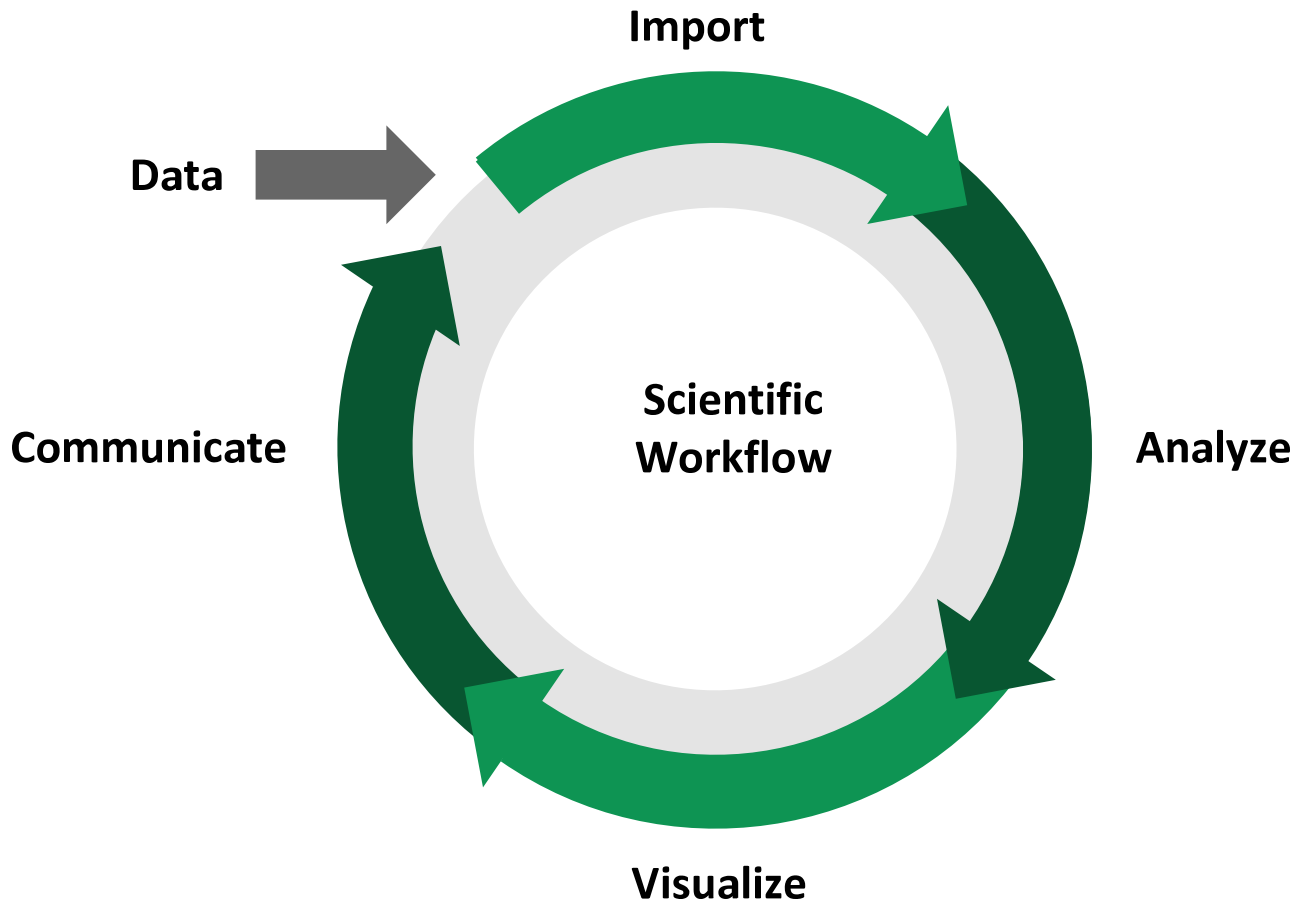 Import
Data
Scientific
Workflow
Communicate
Analyze
Visualize